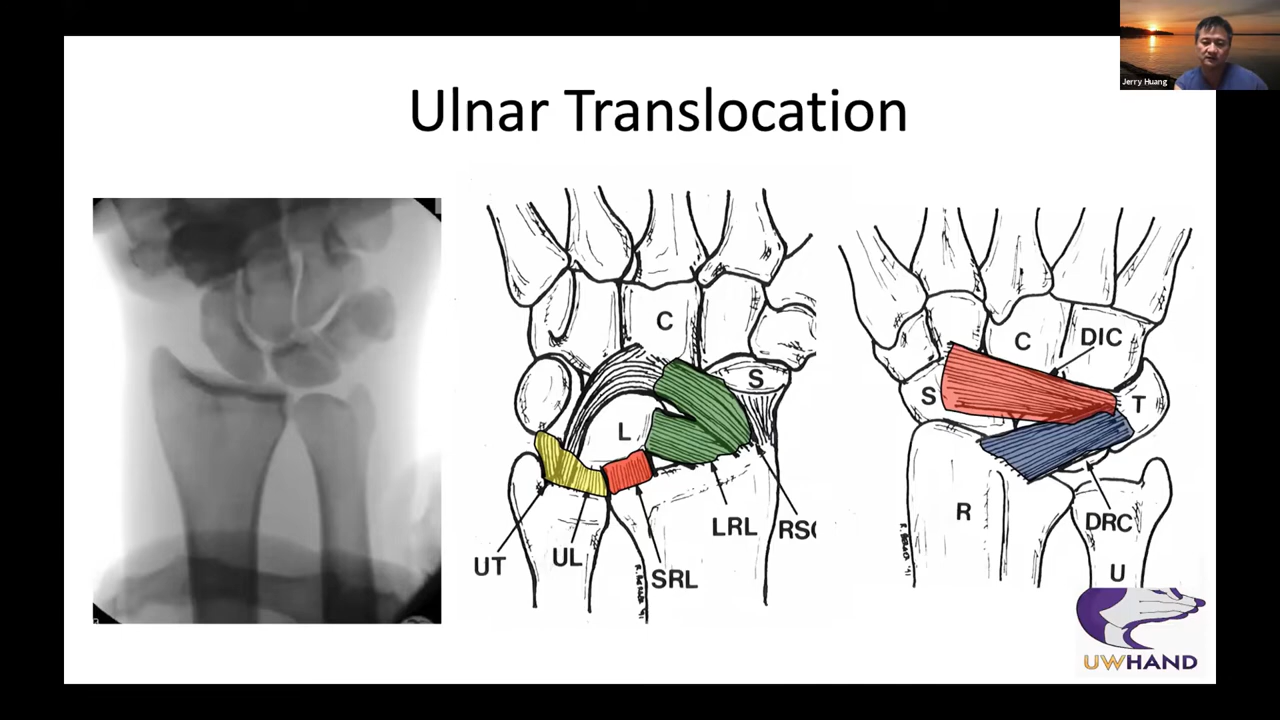 Jerry Huang
Ulnar Translocation
C
S
L
UT
UL
SRL
LRL
RSC
C
DIC
S
T
R
DRC
U
UWHAND